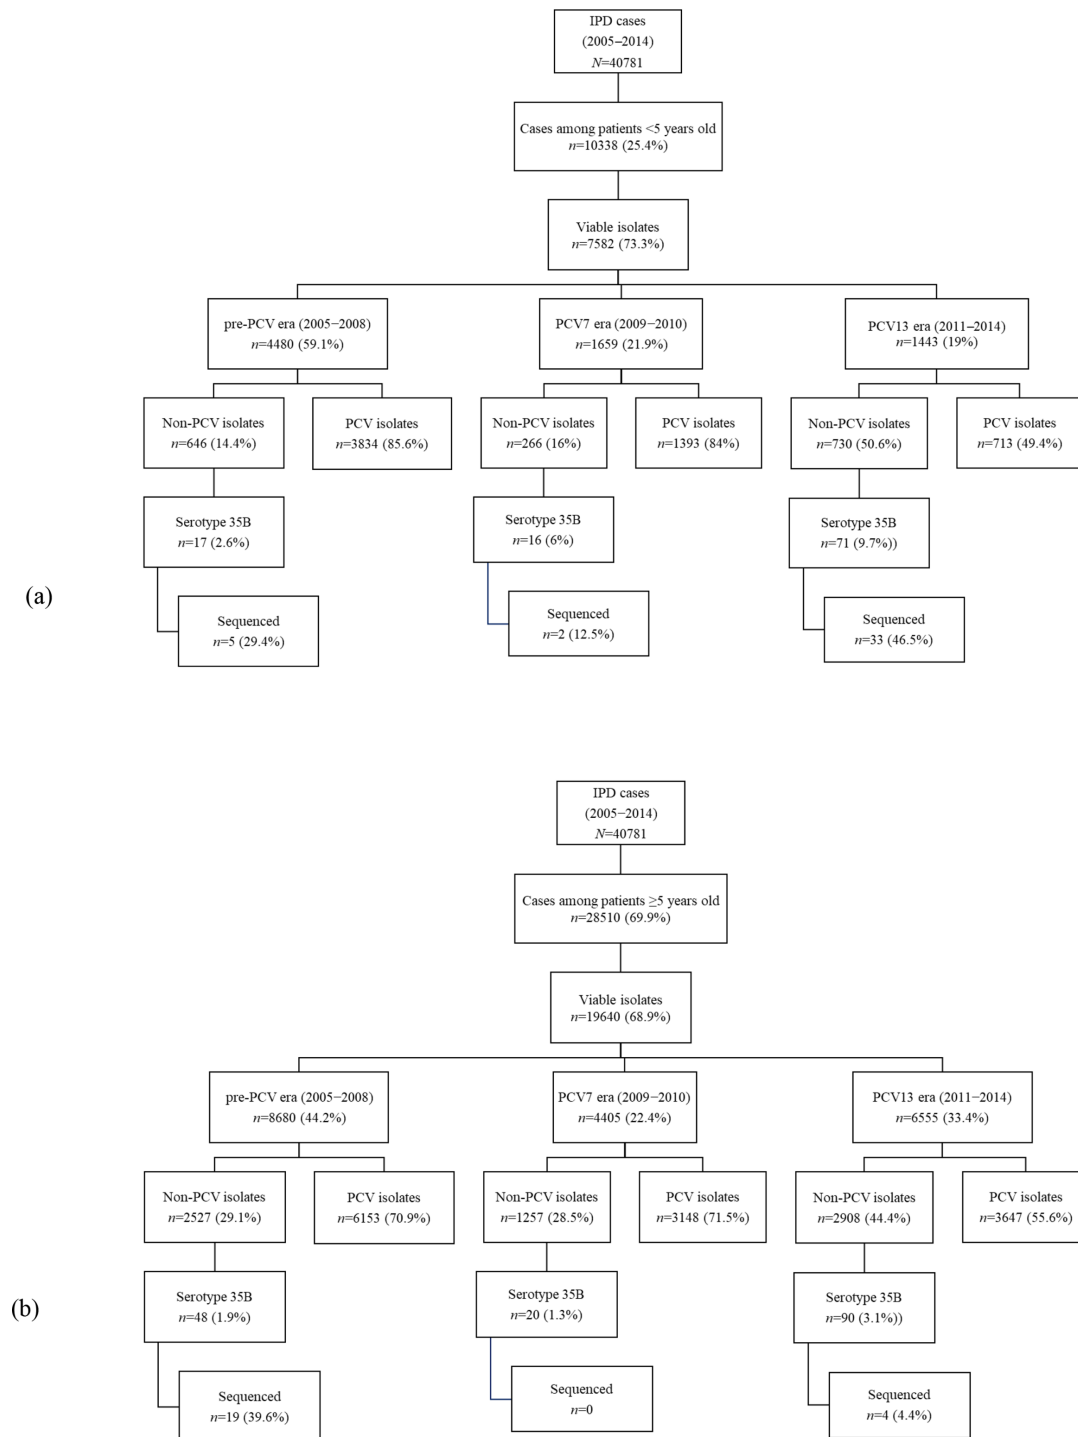 IPD cases
(2005–2014)
N=40781
Cases among patients <5 years old
n=10338 (25.4%)
Viable isolates
n=7582 (73.3%)
pre-PCV era (2005−2008)
n=4480 (59.1%)
PCV7 era (2009−2010)
n=1659 (21.9%)
PCV13 era (2011–2014)
n=1443 (19%)
Non-PCV isolates
n=646 (14.4%)
PCV isolates
n=3834 (85.6%)
Non-PCV isolates
n=266 (16%)
PCV isolates
n=1393 (84%)
Non-PCV isolates
n=730 (50.6%)
PCV isolates
n=713 (49.4%)
Serotype 35B
n=17 (2.6%)
Serotype 35B
n=16 (6%)
Serotype 35B
n=71 (9.7%))
(a)
Sequenced
n=5 (29.4%)
Sequenced
n=2 (12.5%)
Sequenced
n=33 (46.5%)
IPD cases
(2005−2014)
N=40781
Cases among patients ≥5 years old
n=28510 (69.9%)
Viable isolates
n=19640 (68.9%)
pre-PCV era (2005−2008)
n=8680 (44.2%)
PCV7 era (2009−2010)
n=4405 (22.4%)
PCV13 era (2011−2014)
n=6555 (33.4%)
Non-PCV isolates
n=2527 (29.1%)
PCV isolates
n=6153 (70.9%)
Non-PCV isolates
n=1257 (28.5%)
PCV isolates
n=3148 (71.5%)
Non-PCV isolates
n=2908 (44.4%)
PCV isolates
n=3647 (55.6%)
(b)
Serotype 35B
n=48 (1.9%)
Serotype 35B
n=20 (1.3%)
Serotype 35B
n=90 (3.1%))
Sequenced
n=19 (39.6%)
Sequenced
n=0
Sequenced
n=4 (4.4%)